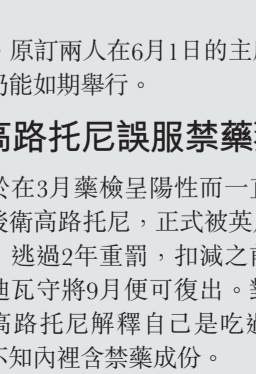 ，原訂兩人在6月1日的主
仍能如期舉行。
高路托尼誤服禁藥
於在3月藥檢呈陽性而一
後衛高路托尼，正式被英
，逃過2年重罰，扣減之
迪瓦守將9月便可復出。
高路托尼解釋自己是吃
不知內裡含禁藥成份。